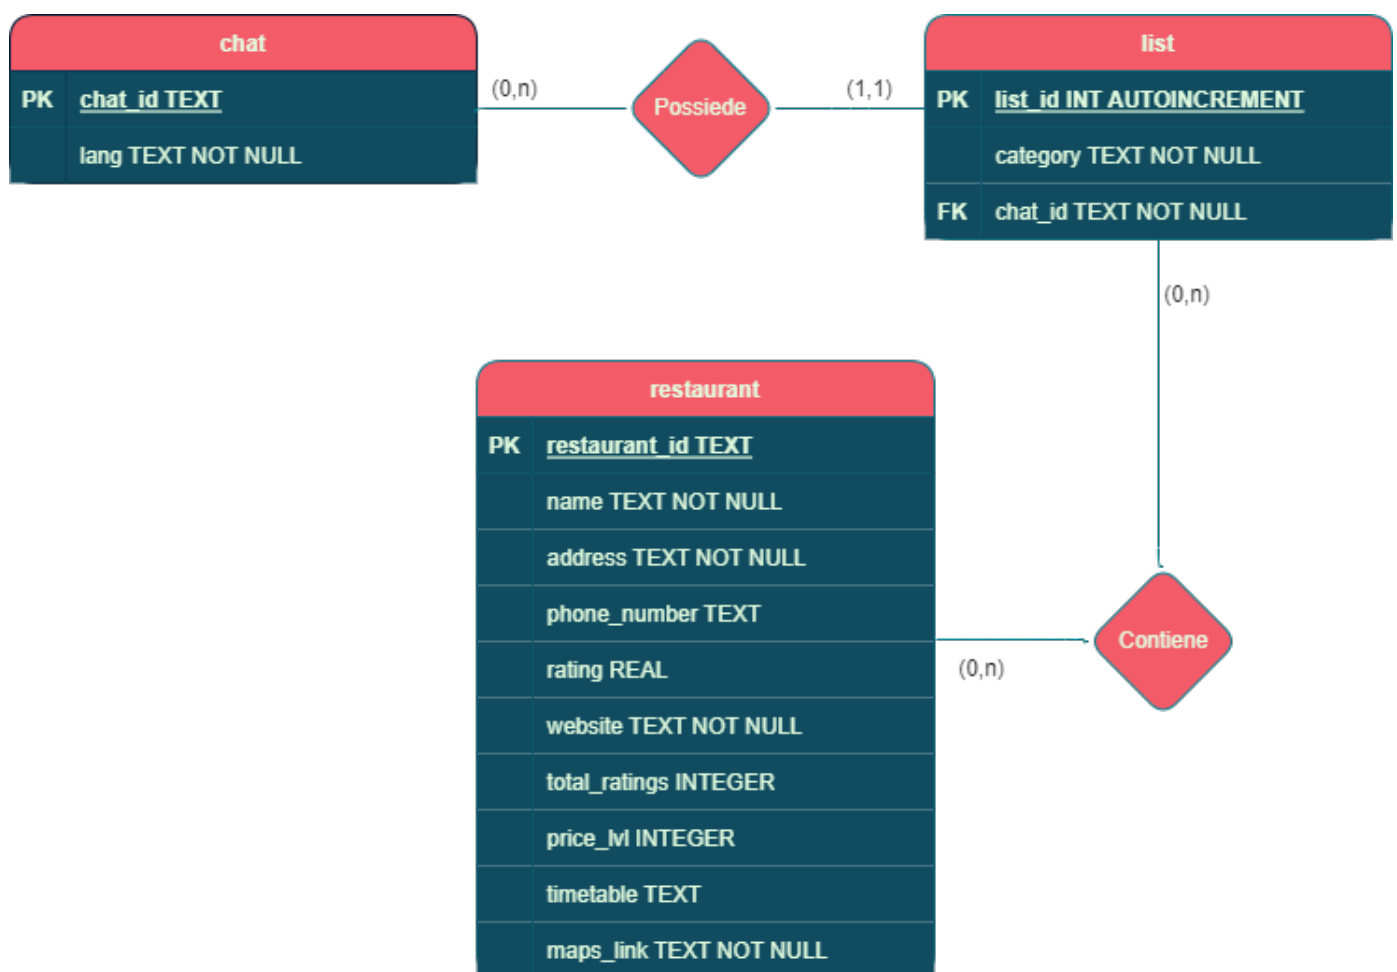 chat
PK chat_id TEXT
lang TEXT NOT NULL
(0,n)
Possiede
(1,1)
list
PK list_id INT AUTOINCREMENT
category TEXT NOT NULL
FK chat_id TEXT NOT NULL
(0,n)
restaurant
PK restaurant_id TEXT
name TEXT NOT NULL
address TEXT NOT NULL
phone_number TEXT
rating REAL
website TEXT NOT NULL
total_ratings INTEGER
price_lvl INTEGER
timetable TEXT
maps_link TEXT NOT NULL
(0,n)
Contiene